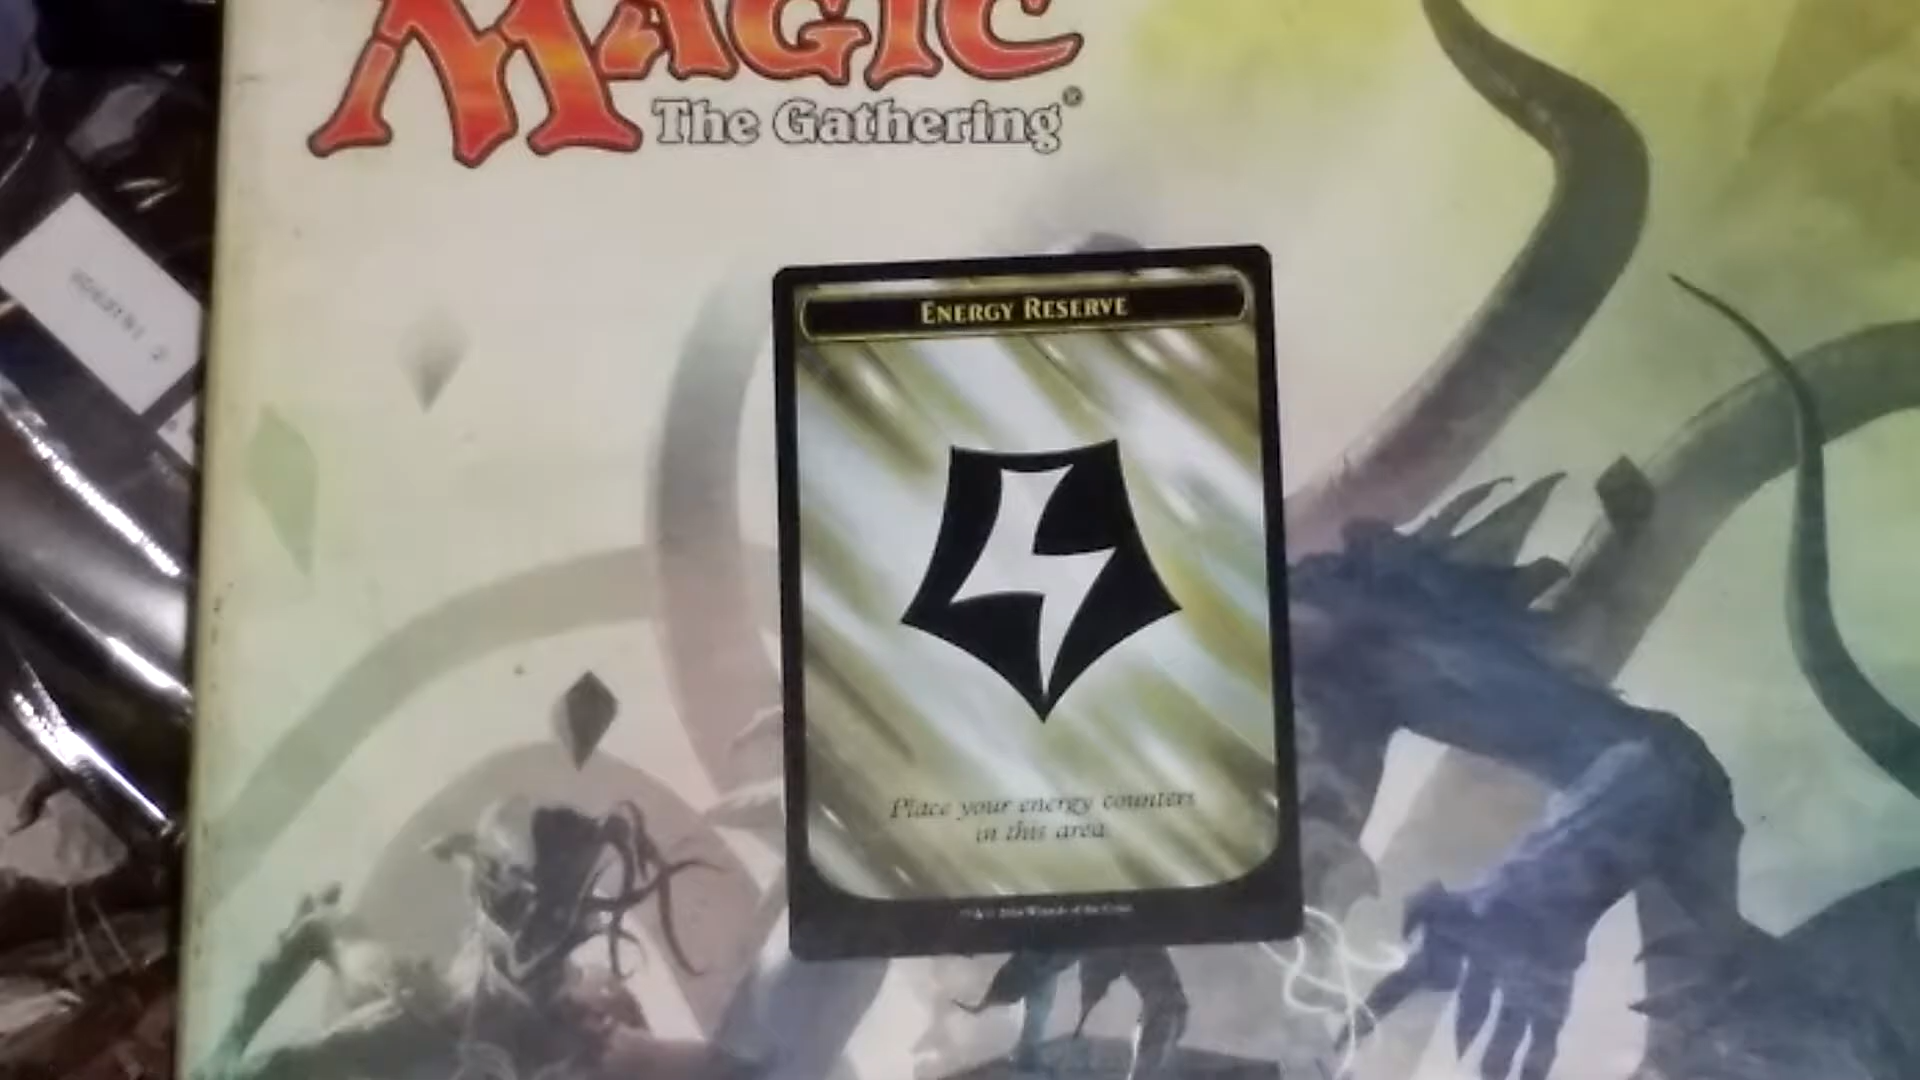 MAGIC
The Gathering®
ENERGY RESERVE
Place your energy counters
in this area.